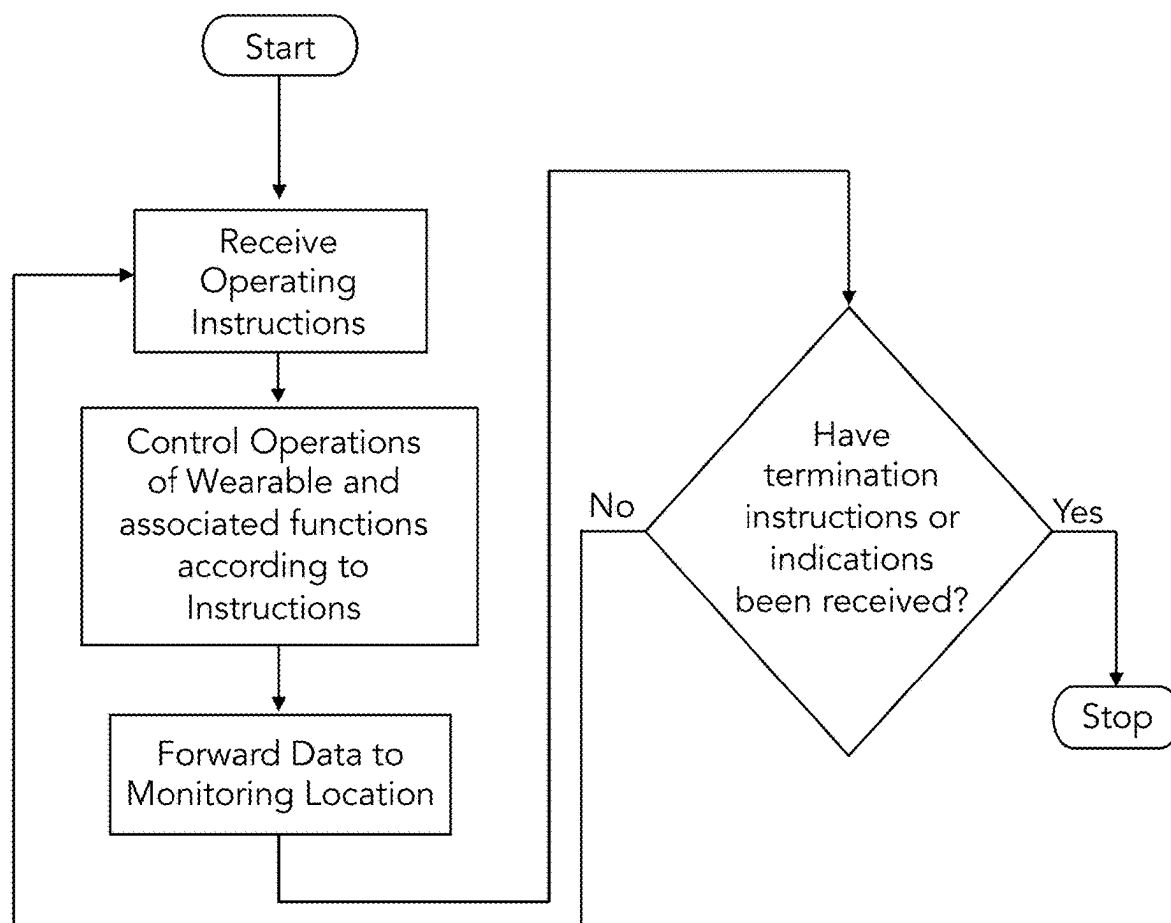 Start
Receive
Operating
Instructions
Control Operations
of Wearable and
associated functions
according to
Instructions
Forward Data to
Monitoring Location
Have
termination
instructions or
indications
been received?
No
Yes
Stop